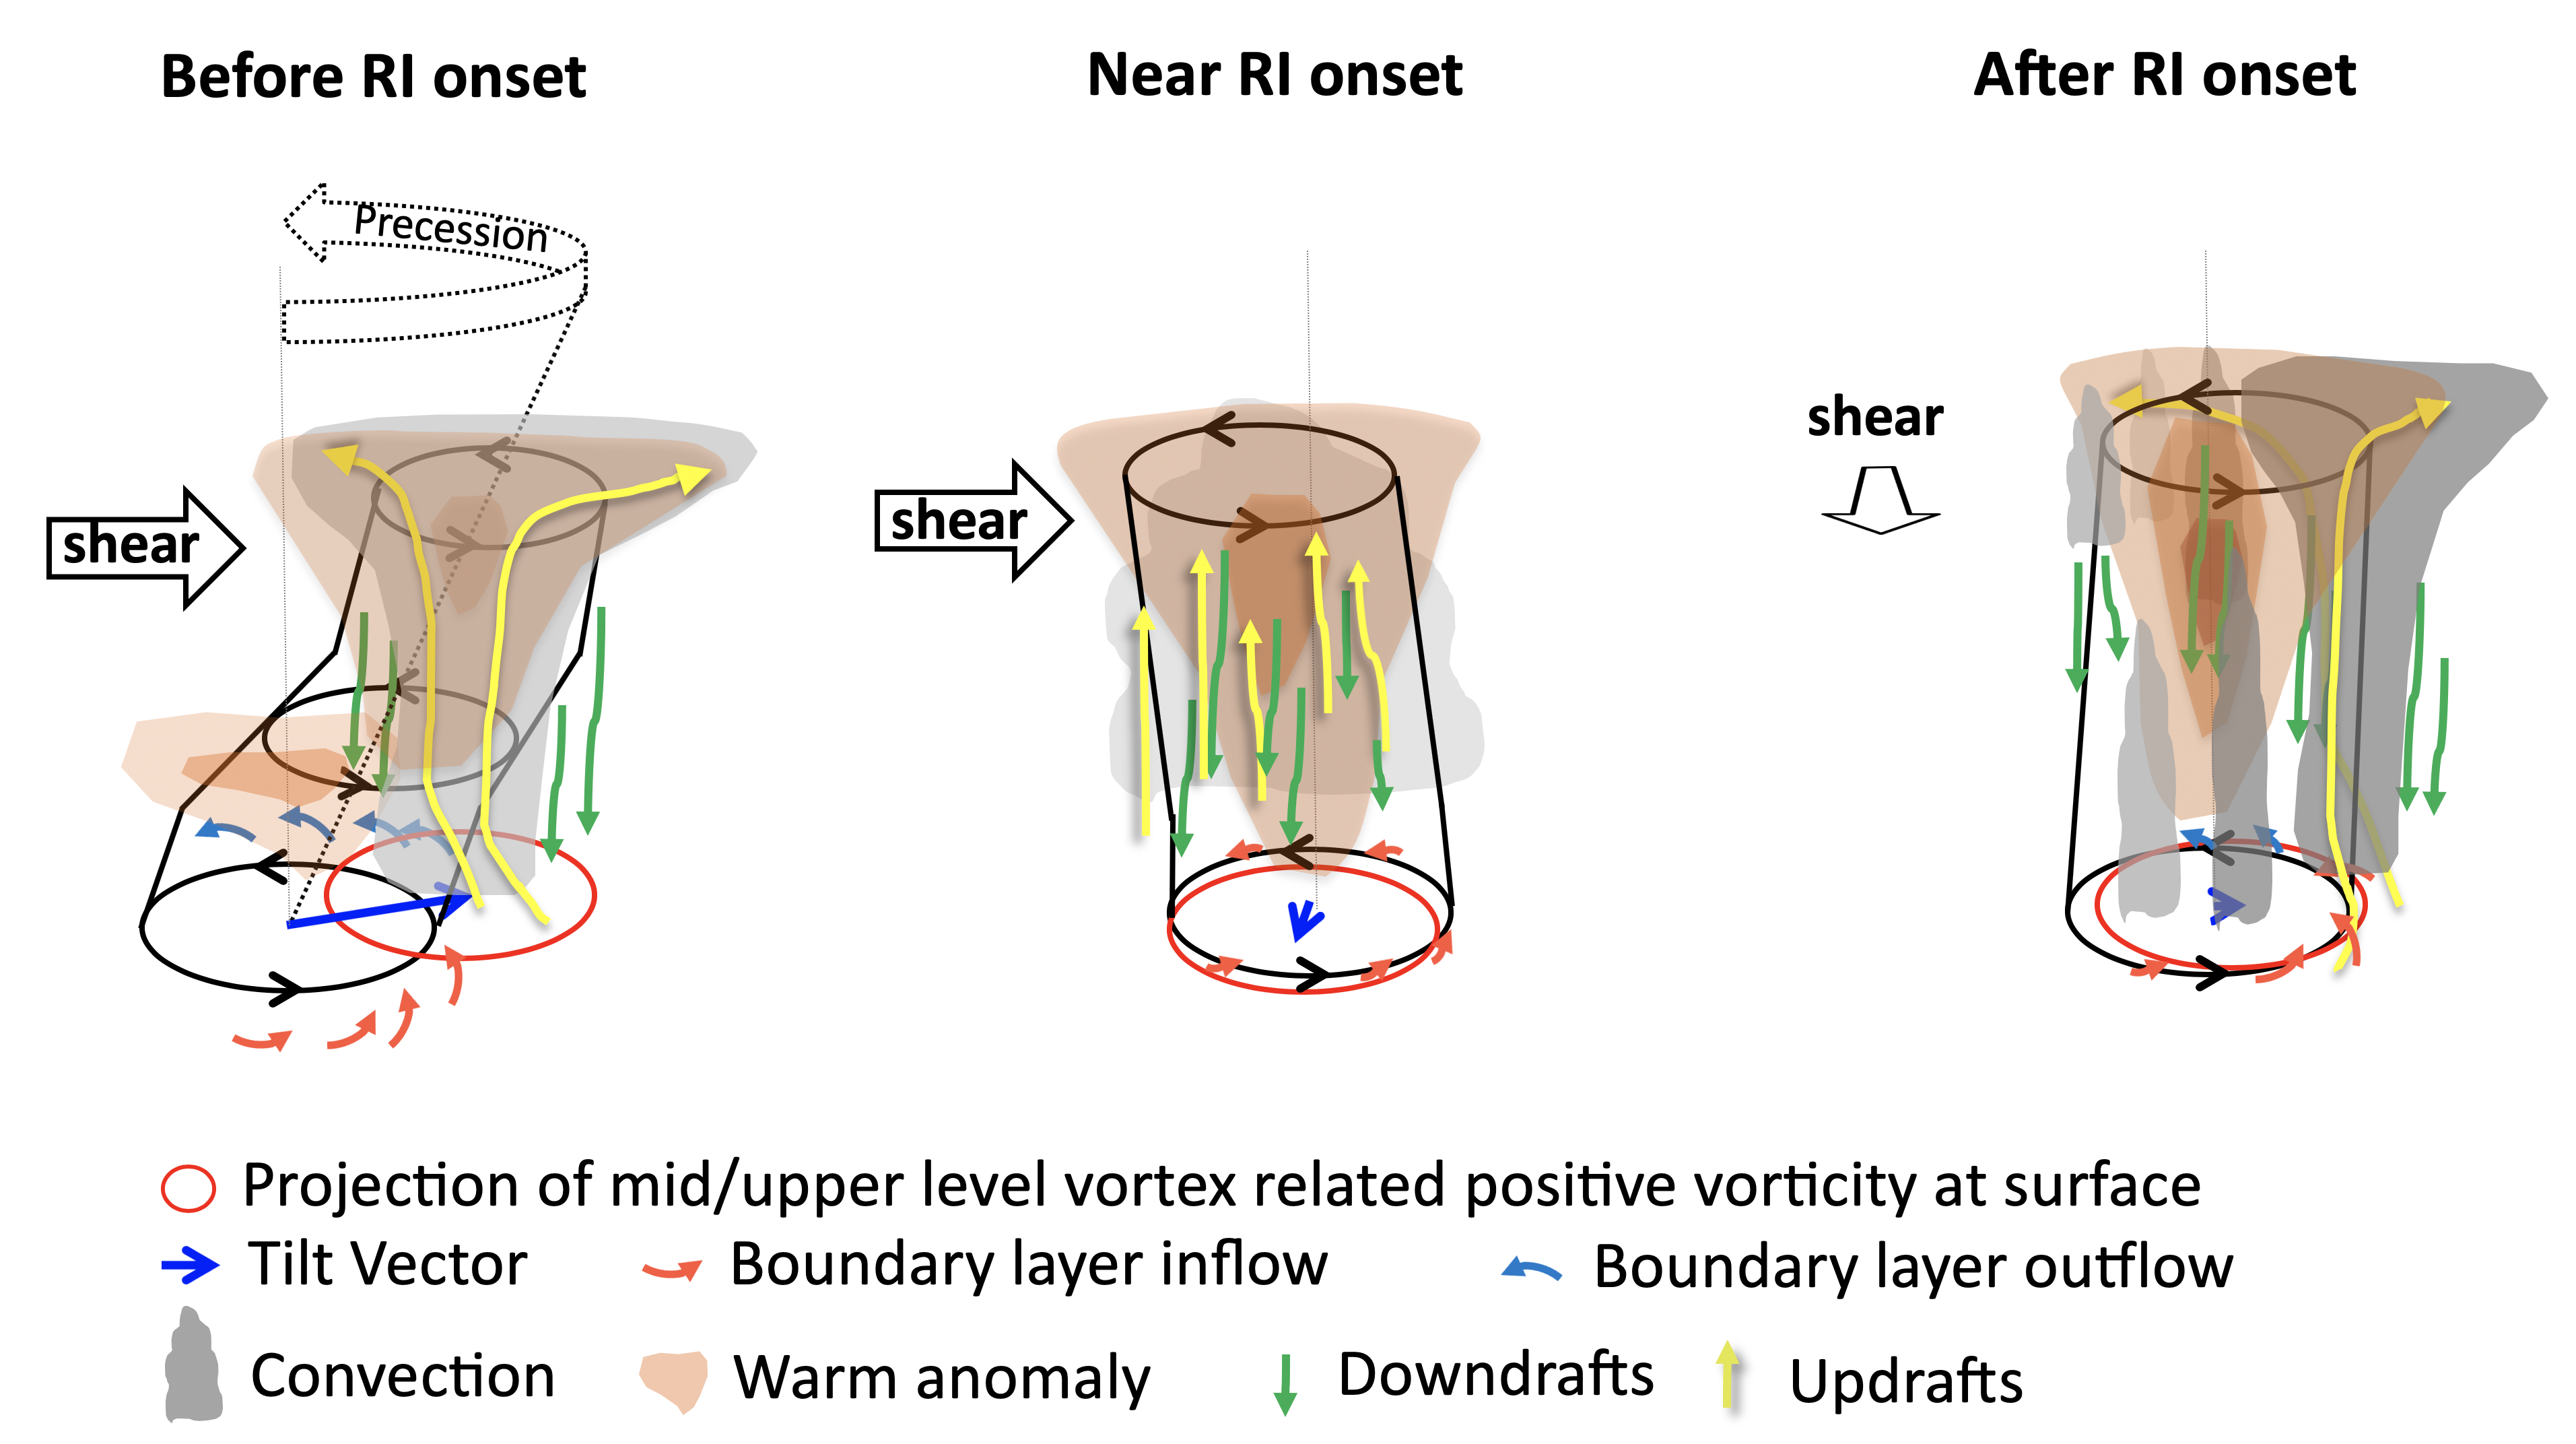 Before RI onset
Near RI onset
After RI onset
Precession
shear
shear
shear
Projection of mid/upper level vortex related positive vorticity at surface
Tilt Vector
Boundary layer inflow
Boundary layer outflow
Convection
Warm anomaly
Downdrafts
Updrafts